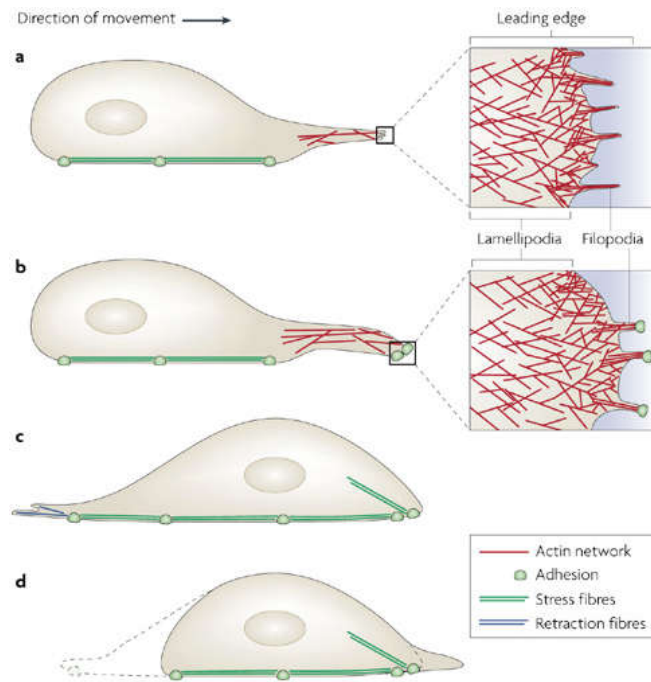 Direction of movement
Leading edge
a
Lamellipodia
Filopodia
b
c
d
Actin network
Adhesion
Stress fibres
Retraction fibres